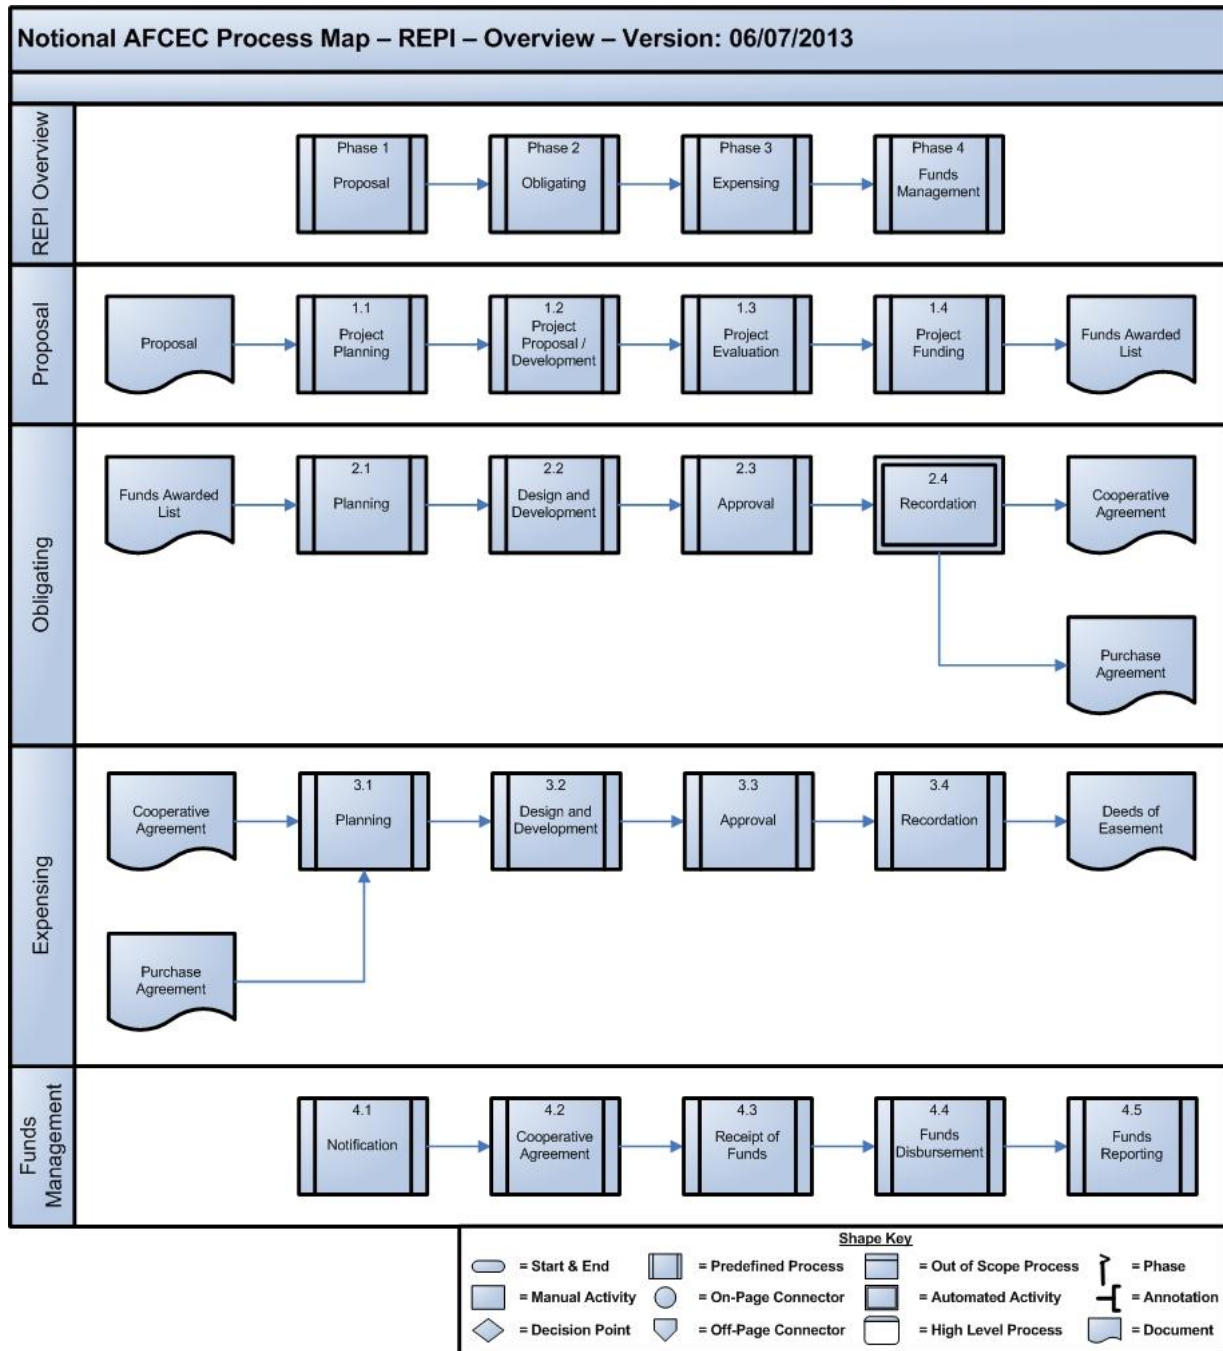 Notional AFCEC Process Map – REPI – Overview – Version: 06/07/2013
REPI Overview
Phase 1
Proposal
Phase 2
Obligating
Phase 3
Expensing
Phase 4
Funds
Management
Proposal
Proposal
1.1
Project
Planning
1.2
Project
Proposal /
Development
1.3
Project
Evaluation
1.4
Project
Funding
Funds Awarded
List
Obligating
Funds Awarded
List
2.1
Planning
2.2
Design and
Development
2.3
Approval
2.4
Recordation
Cooperative
Agreement
Purchase
Agreement
Expensing
Cooperative
Agreement
3.1
Planning
3.2
Design and
Development
3.3
Approval
3.4
Recordation
Deeds of
Easement
Purchase
Agreement
Funds
Management
4.1
Notification
4.2
Cooperative
Agreement
4.3
Receipt of
Funds
4.4
Funds
Disbursement
4.5
Funds
Reporting
Shape Key
= Start & End
= Predefined Process
= Out of Scope Process
= Phase
= Manual Activity
= On-Page Connector
= Automated Activity
= Annotation
= Decision Point
= Off-Page Connector
= High Level Process
= Document